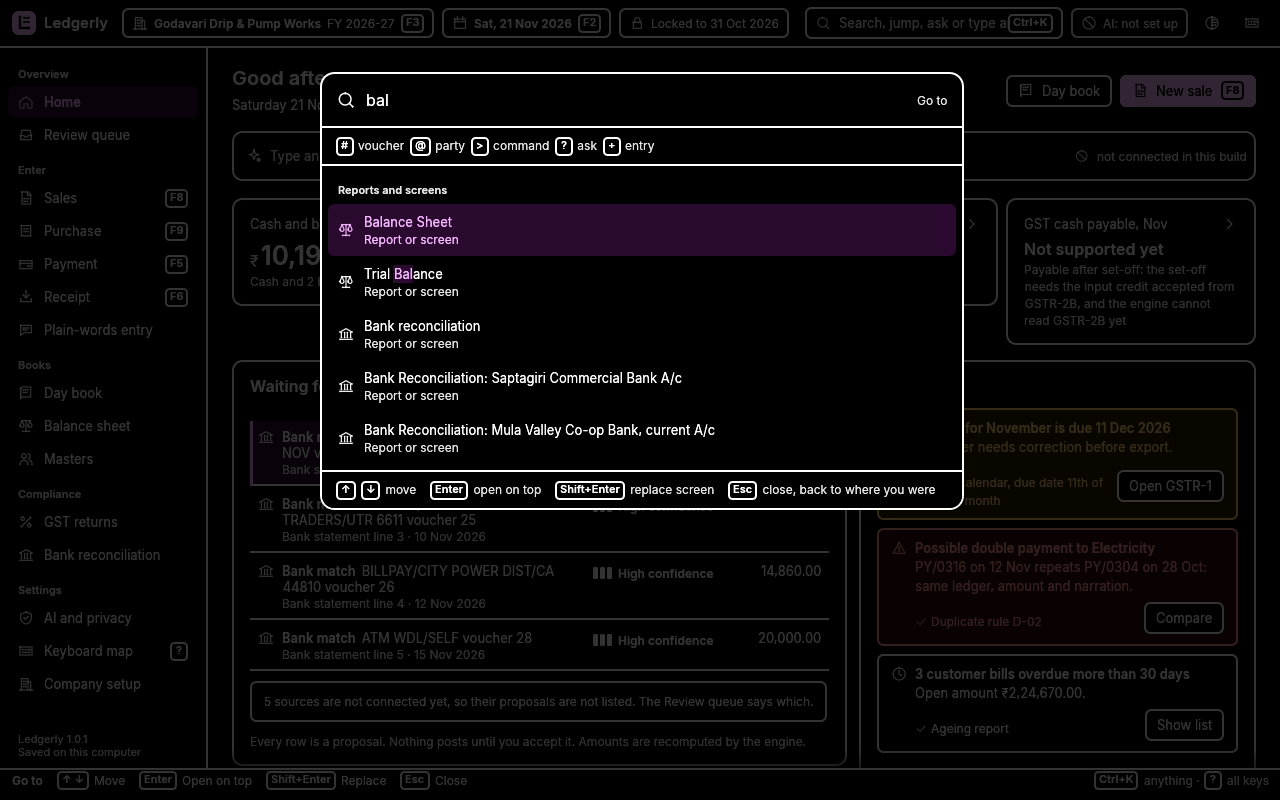 Ledgerly
Godavari Drip & Pump Works FY 2026-27 F3
Sat, 21 Nov 2026 F2
Locked to 31 Oct 2026
Search, jump, ask or type a Ctrl+K
AI: not set up
Overview
Home
Review queue
Enter
Sales F8
Purchase F9
Payment F5
Receipt F6
Plain-words entry
Books
Day book
Balance sheet
Masters
Compliance
GST returns
Bank reconciliation
Settings
AI and privacy
Keyboard map ?
Company setup
Ledgerly 1.0.1
Saved on this computer
Good afte
Saturday 21 No
Day book
New sale F8
Type an
not connected in this build
Cash and b
₹10,19
Cash and 2 b
GST cash payable, Nov
Not supported yet
Payable after set-off: the set-off
needs the input credit accepted from
GSTR-2B, and the engine cannot
read GSTR-2B yet
bal
Go to
# voucher @ party > command ? ask + entry
Reports and screens
Balance Sheet
Report or screen
Trial Balance
Report or screen
Bank reconciliation
Report or screen
Bank Reconciliation: Saptagiri Commercial Bank A/c
Report or screen
Bank Reconciliation: Mula Valley Co-op Bank, current A/c
Report or screen
↑ ↓ move Enter open on top Shift+Enter replace screen Esc close, back to where you were
Waiting fo
Bank m
NOV v
Bank s
Bank m
TRADERS/UTR 6611 voucher 25
Bank statement line 3 · 10 Nov 2026
High confidence
Bank match BILLPAY/CITY POWER DIST/CA
44810 voucher 26
Bank statement line 4 · 12 Nov 2026
High confidence
14,860.00
Bank match ATM WDL/SELF voucher 28
Bank statement line 5 · 15 Nov 2026
High confidence
20,000.00
5 sources are not connected yet, so their proposals are not listed. The Review queue says which.
Every row is a proposal. Nothing posts until you accept it. Amounts are recomputed by the engine.
for November is due 11 Dec 2026
er needs correction before export.
alendar, due date 11th of
month
Open GSTR-1
Possible double payment to Electricity
PY/0316 on 12 Nov repeats PY/0304 on 28 Oct:
same ledger, amount and narration.
Duplicate rule D-02
Compare
3 customer bills overdue more than 30 days
Open amount ₹2,24,670.00.
Ageing report
Show list
Go to ↑↓ Move Enter Open on top Shift+Enter Replace Esc Close
Ctrl+K anything · ? all keys